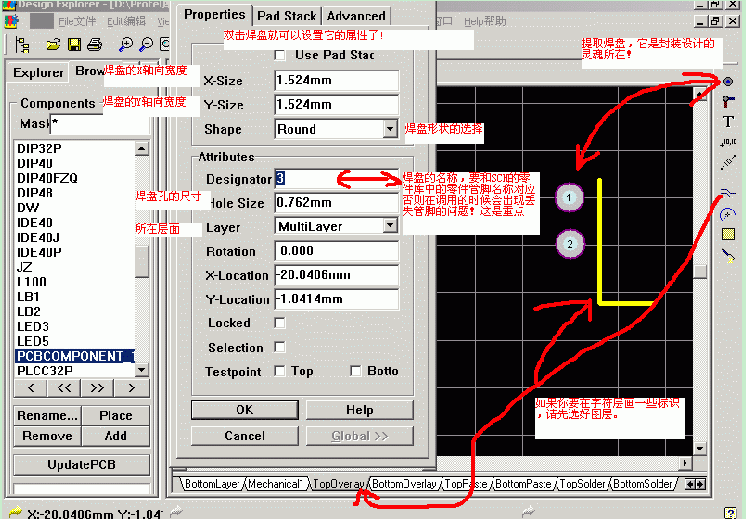 Design Explorer - [D:\Protel
File文件 Edit编辑 View
窗口 Help帮助
Properties
Pad Stack
Advanced
双击焊盘就可以设置它的属性了!
Use Pad Stac
提取焊盘，它是封装设计的
灵魂所在!
Explorer
Brow
焊盘的X轴向宽度
X-Size
1.524mm
焊盘的Y轴向宽度
Y-Size
1.524mm
Components
Mask
*
Shape
Round
焊盘形状的选择
Attributes
Designator
3
焊盘的名称，要和SCH的零
件库中的零件管脚名称对应
否则在调用的时候会出现丢
失管脚的问题! 这是重点
焊盘孔的尺寸
Hole Size
0.762mm
所在层面
Layer
MultiLayer
Rotation
0.000
X-Location
-20.0406mm
Y-Location
-1.0414mm
Locked
Selection
Testpoint
Top
Botto
OK
Help
Cancel
Global >>
DIP32P
DIP40
DIP40FZQ
DIP48
DW
IDE40
IDE40J
IDE40P
JZ
L100
LB1
LD2
LED3
LED5
PCBCOMPONENT_
PLCC32P
<
<<
>>
>
Rename...
Place
Remove
Add
UpdatePCB
1
2
T
+10
+10,10
如果你要在字符层画一些标识
，请先选好图层。
BottomLayer
Mechanical
TopOverlay
BottomOverlay
TopPaste
BottomPaste
TopSolder
BottomSolder
X:-20.0406mm Y:-1.04